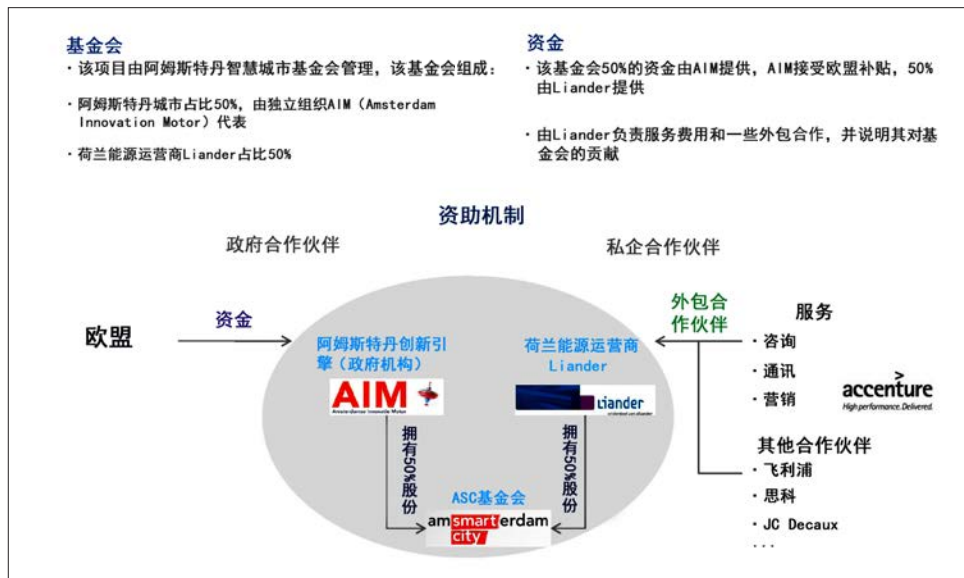 基金会
· 该项目由阿姆斯特丹智慧城市基金会管理，该基金会组成：
· 阿姆斯特丹城市占比50%，由独立组织AIM（Amsterdam
Innovation Motor）代表
· 荷兰能源运营商Liander占比50%
资金
· 该基金会50%的资金由AIM提供，AIM接受欧盟补贴，50%
由Liander提供
· 由Liander负责服务费用和一些外包合作，并说明其对基
金会的贡献
资助机制
政府合作伙伴
私企合作伙伴
欧盟
资金
阿姆斯特丹创新引
擎（政府机构）
AIM
Amsterdamse Innovatie Motor
荷兰能源运营商
Liander
Liander
拥有50%股份
拥有50%股份
ASC基金会
amsmarterdam
city
外包合
作伙伴
服务
· 咨询
· 通讯
· 营销
accenture
High performance. Delivered.
其他合作伙伴
· 飞利浦
· 思科
· JC Decaux
...